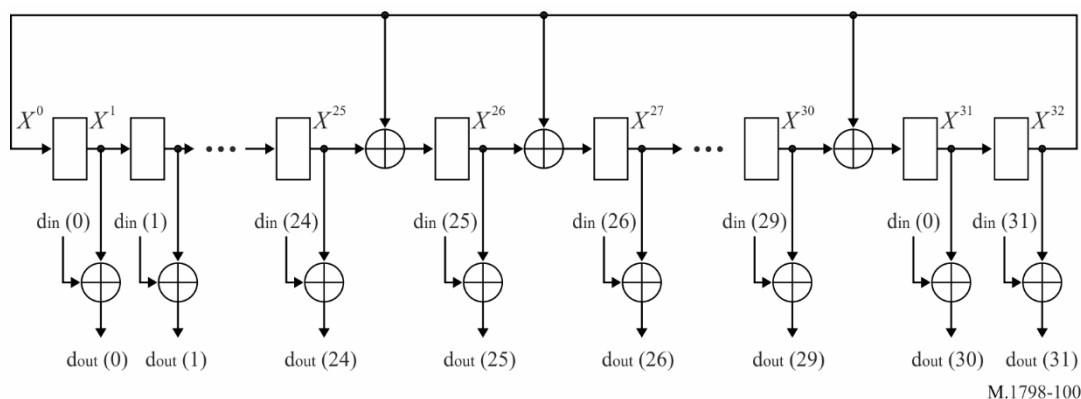 X^0 X^1 X^25 X^26 X^27 X^30 X^31 X^32
din (0) din (1) din (24) din (25) din (26) din (29) din (0) din (31)
dout (0) dout (1) dout (24) dout (25) dout (26) dout (29) dout (30) dout (31)
M.1798-100